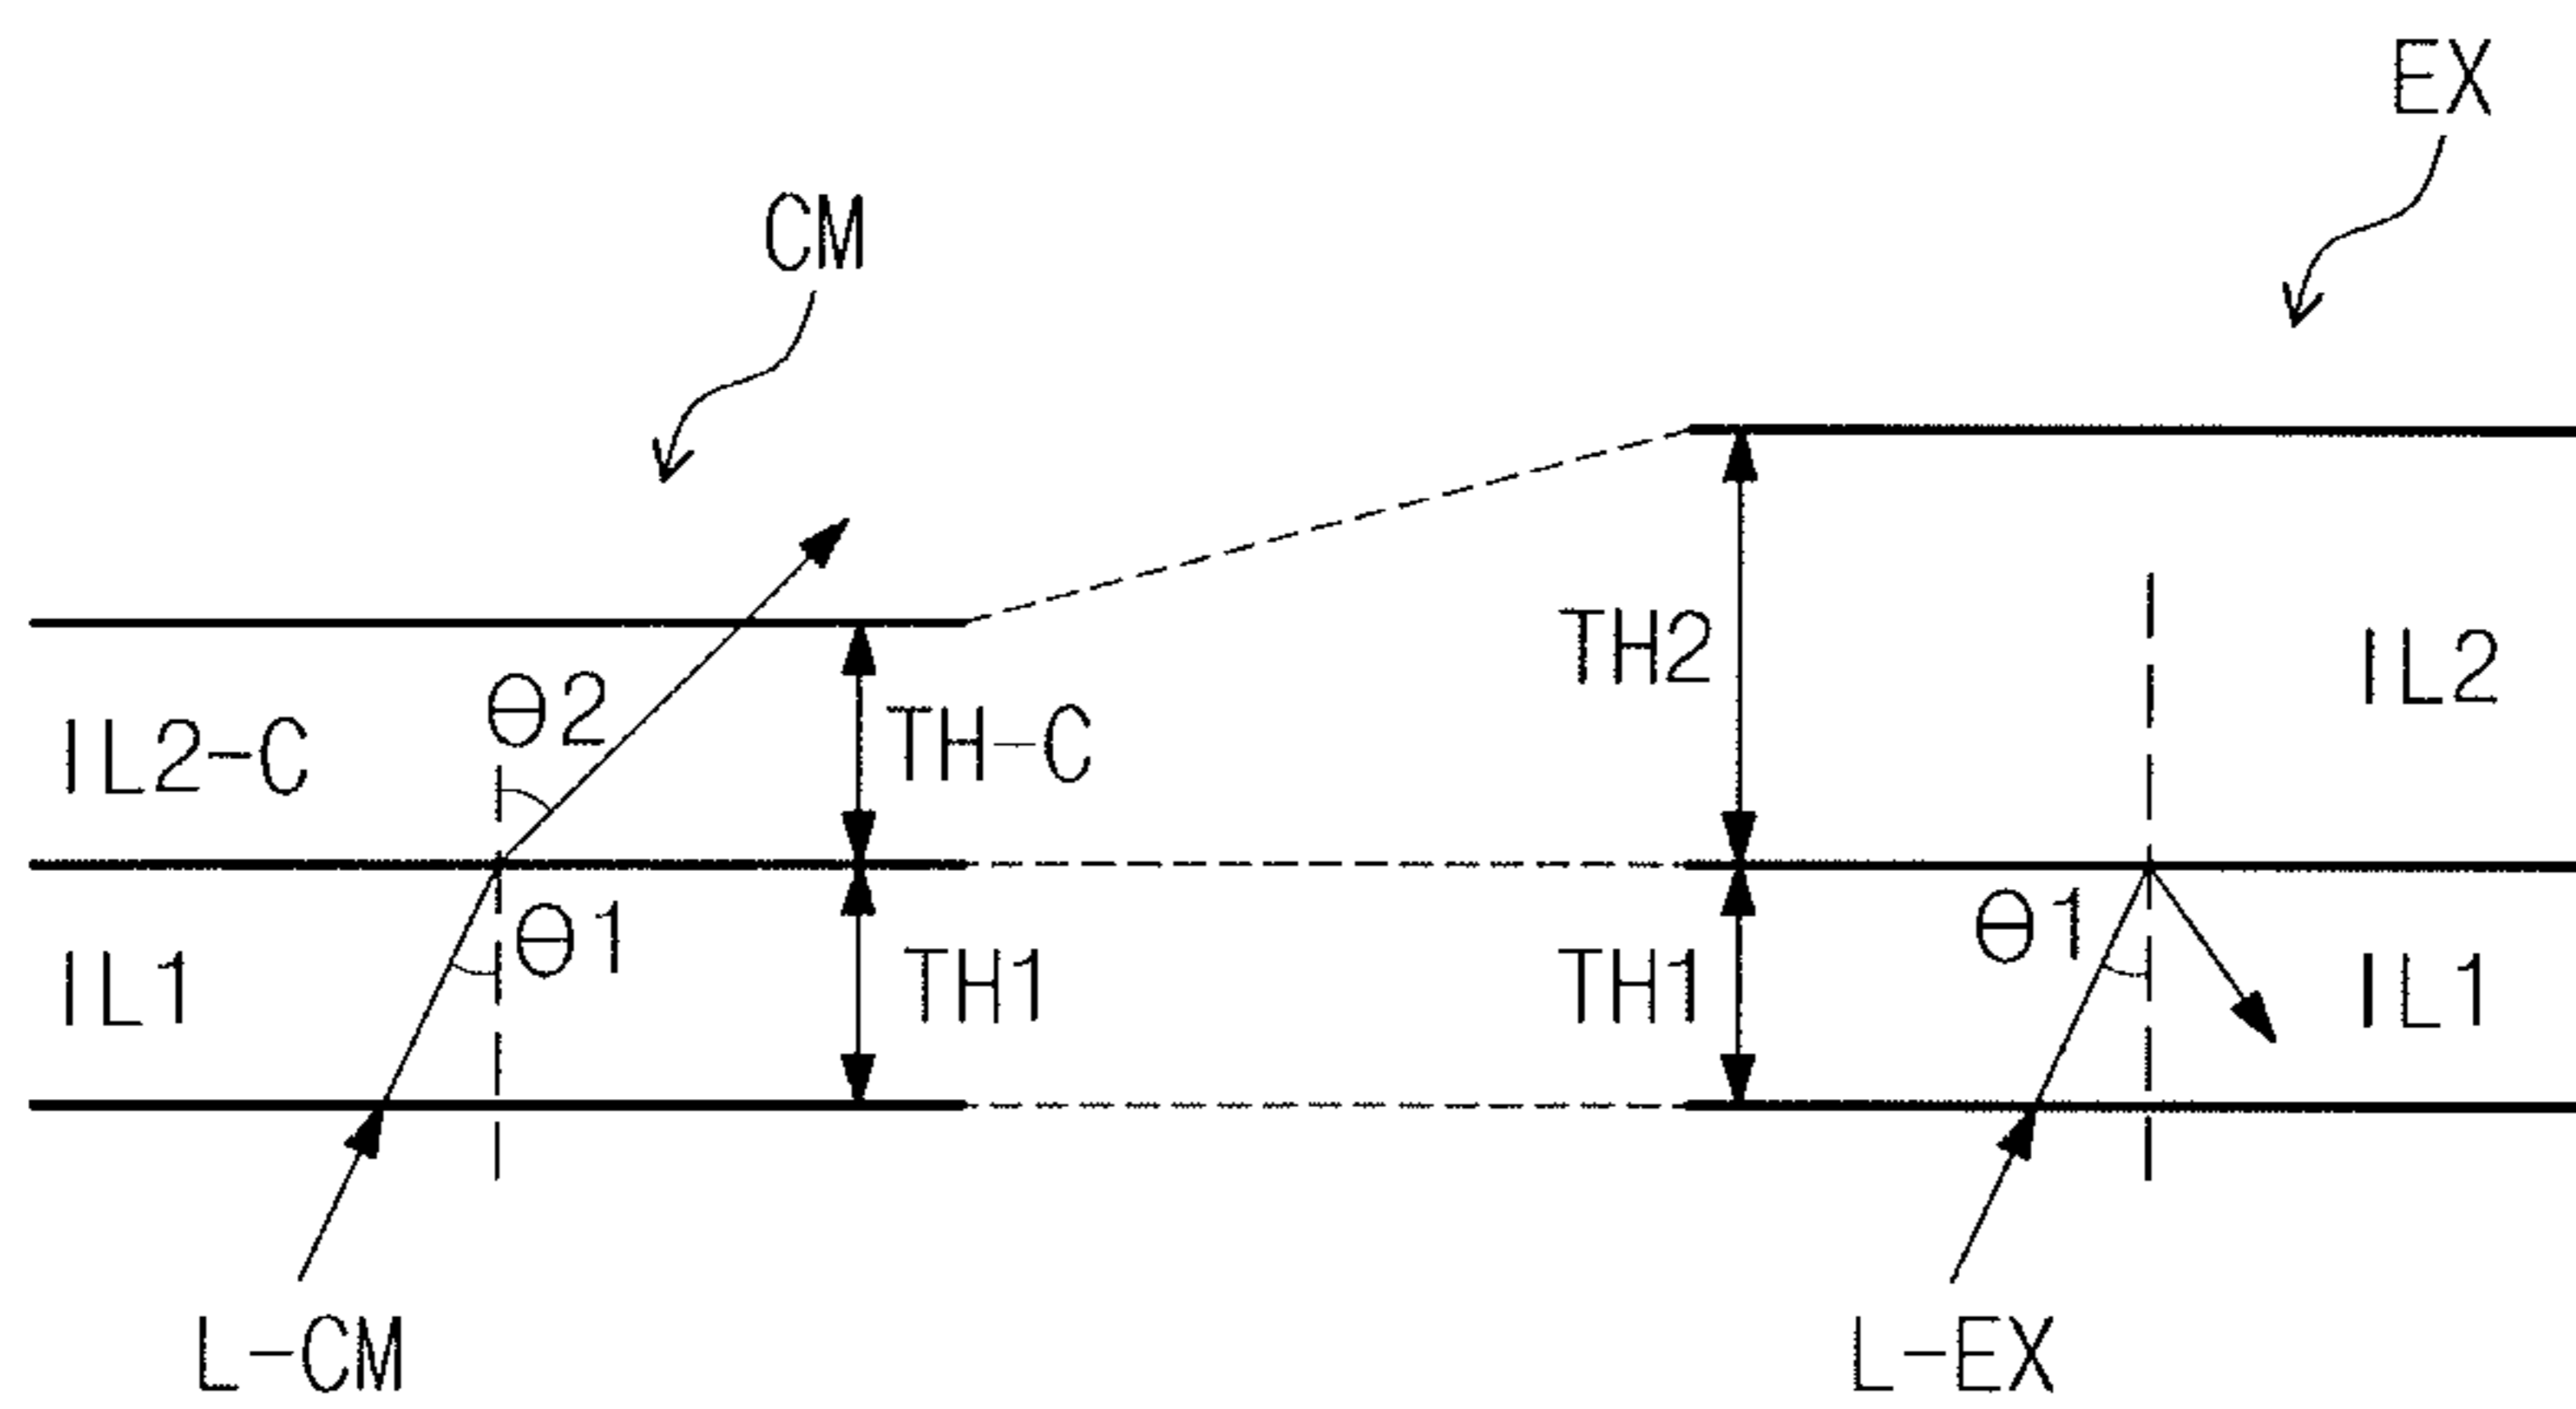 EX
CM
TH2
IL2
θ2
IL2-C
TH-C
θ1
θ1
IL1
TH1
TH1
IL1
L-CM
L-EX